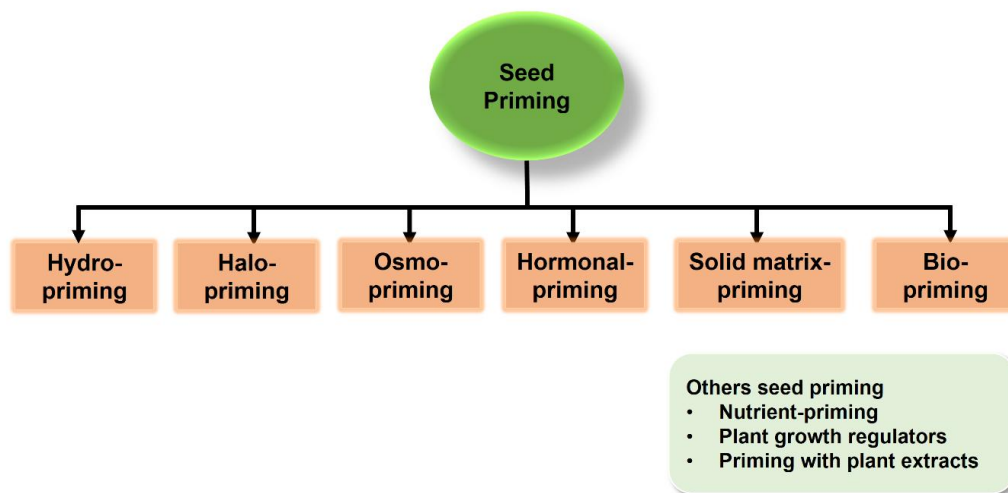 Seed
Priming
Hydro-
priming
Halo-
priming
Osmo-
priming
Hormonal-
priming
Solid matrix-
priming
Bio-
priming
Others seed priming
• Nutrient-priming
• Plant growth regulators
• Priming with plant extracts